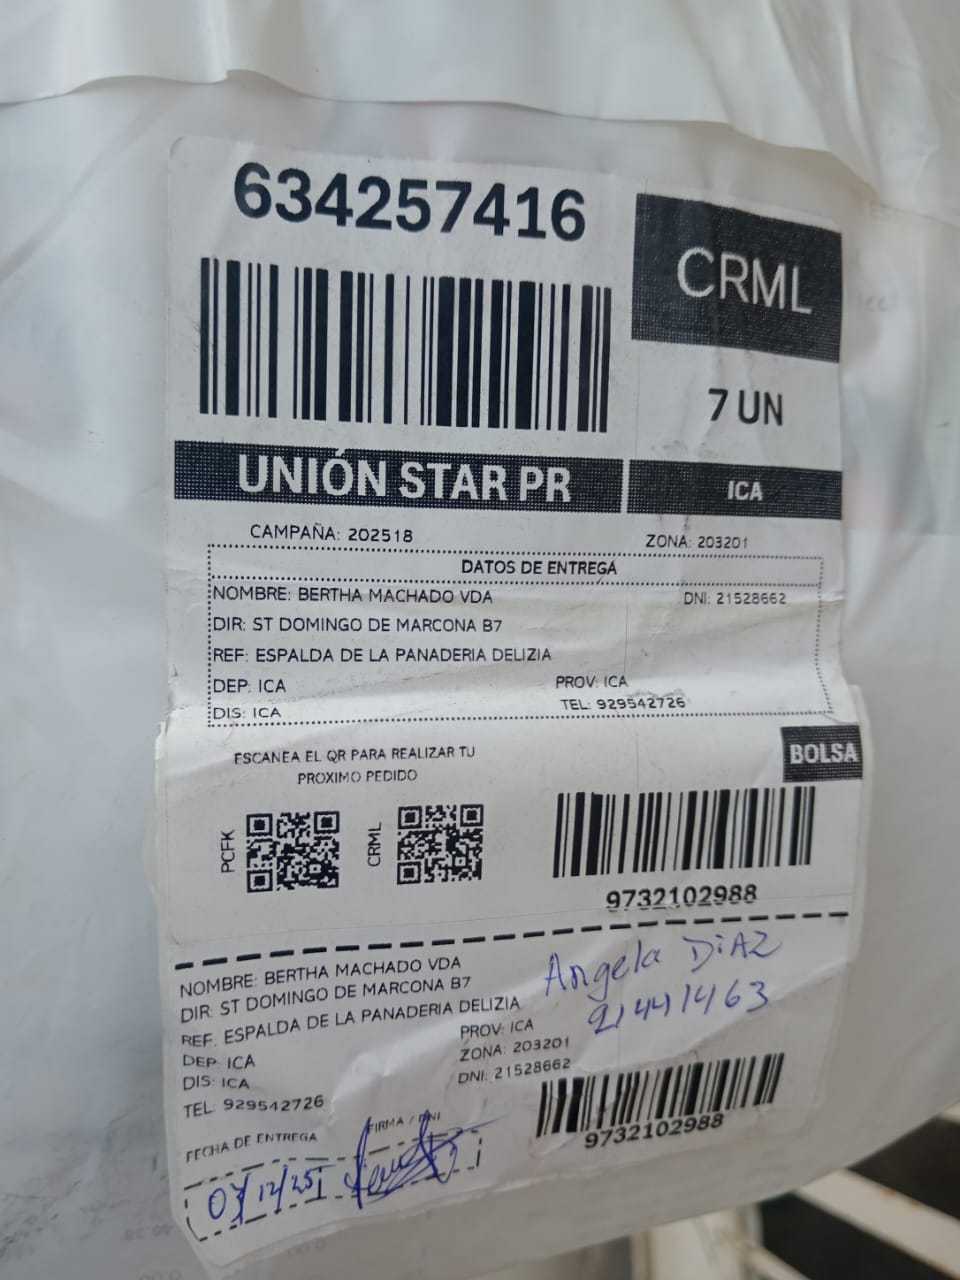 634257416
CRML
7 UN
UNIÓN STAR PR
ICA
CAMPAÑA: 202518
ZONA: 203201
DATOS DE ENTREGA
NOMBRE: BERTHA MACHADO VDA
DNI: 21528662
DIR: ST DOMINGO DE MARCONA B7
REF: ESPALDA DE LA PANADERIA DELIZIA
DEP: ICA
PROV: ICA
DIS: ICA
TEL: 929542726
ESCANEA EL QR PARA REALIZAR TU
PROXIMO PEDIDO
BOLSA
PCFK
CRML
9732102988
NOMBRE: BERTHA MACHADO VDA
DIR: ST DOMINGO DE MARCONA B7
REF. ESPALDA DE LA PANADERIA DELIZIA
Angela DiAZ
21441463
DEP: ICA
PROV: ICA
DIS: ICA
ZONA: 203201
TEL: 929542726
DNI: 21528662
FECHA DE ENTREGA
FIRMA / DNI
9732102988